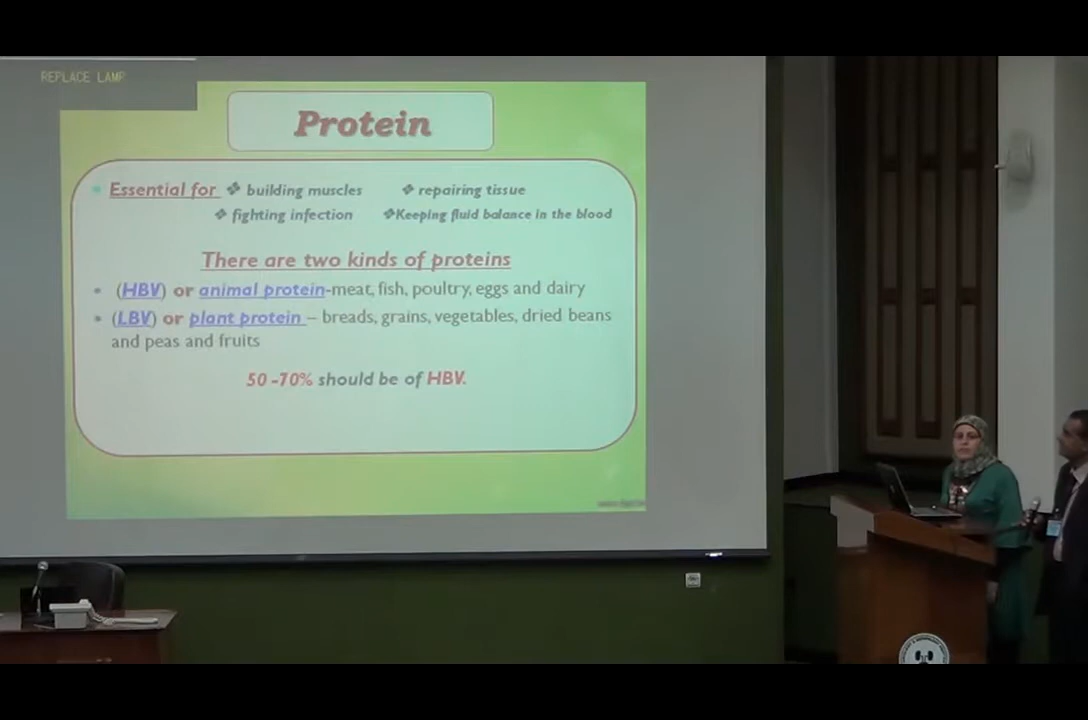 REPLACE LAMP
Protein
Essential for ❖ building muscles ❖ repairing tissue
❖ fighting infection ❖Keeping fluid balance in the blood
There are two kinds of proteins
• (HBV) or animal protein-meat, fish, poultry, eggs and dairy
• (LBV) or plant protein – breads, grains, vegetables, dried beans
and peas and fruits
50 -70% should be of HBV.